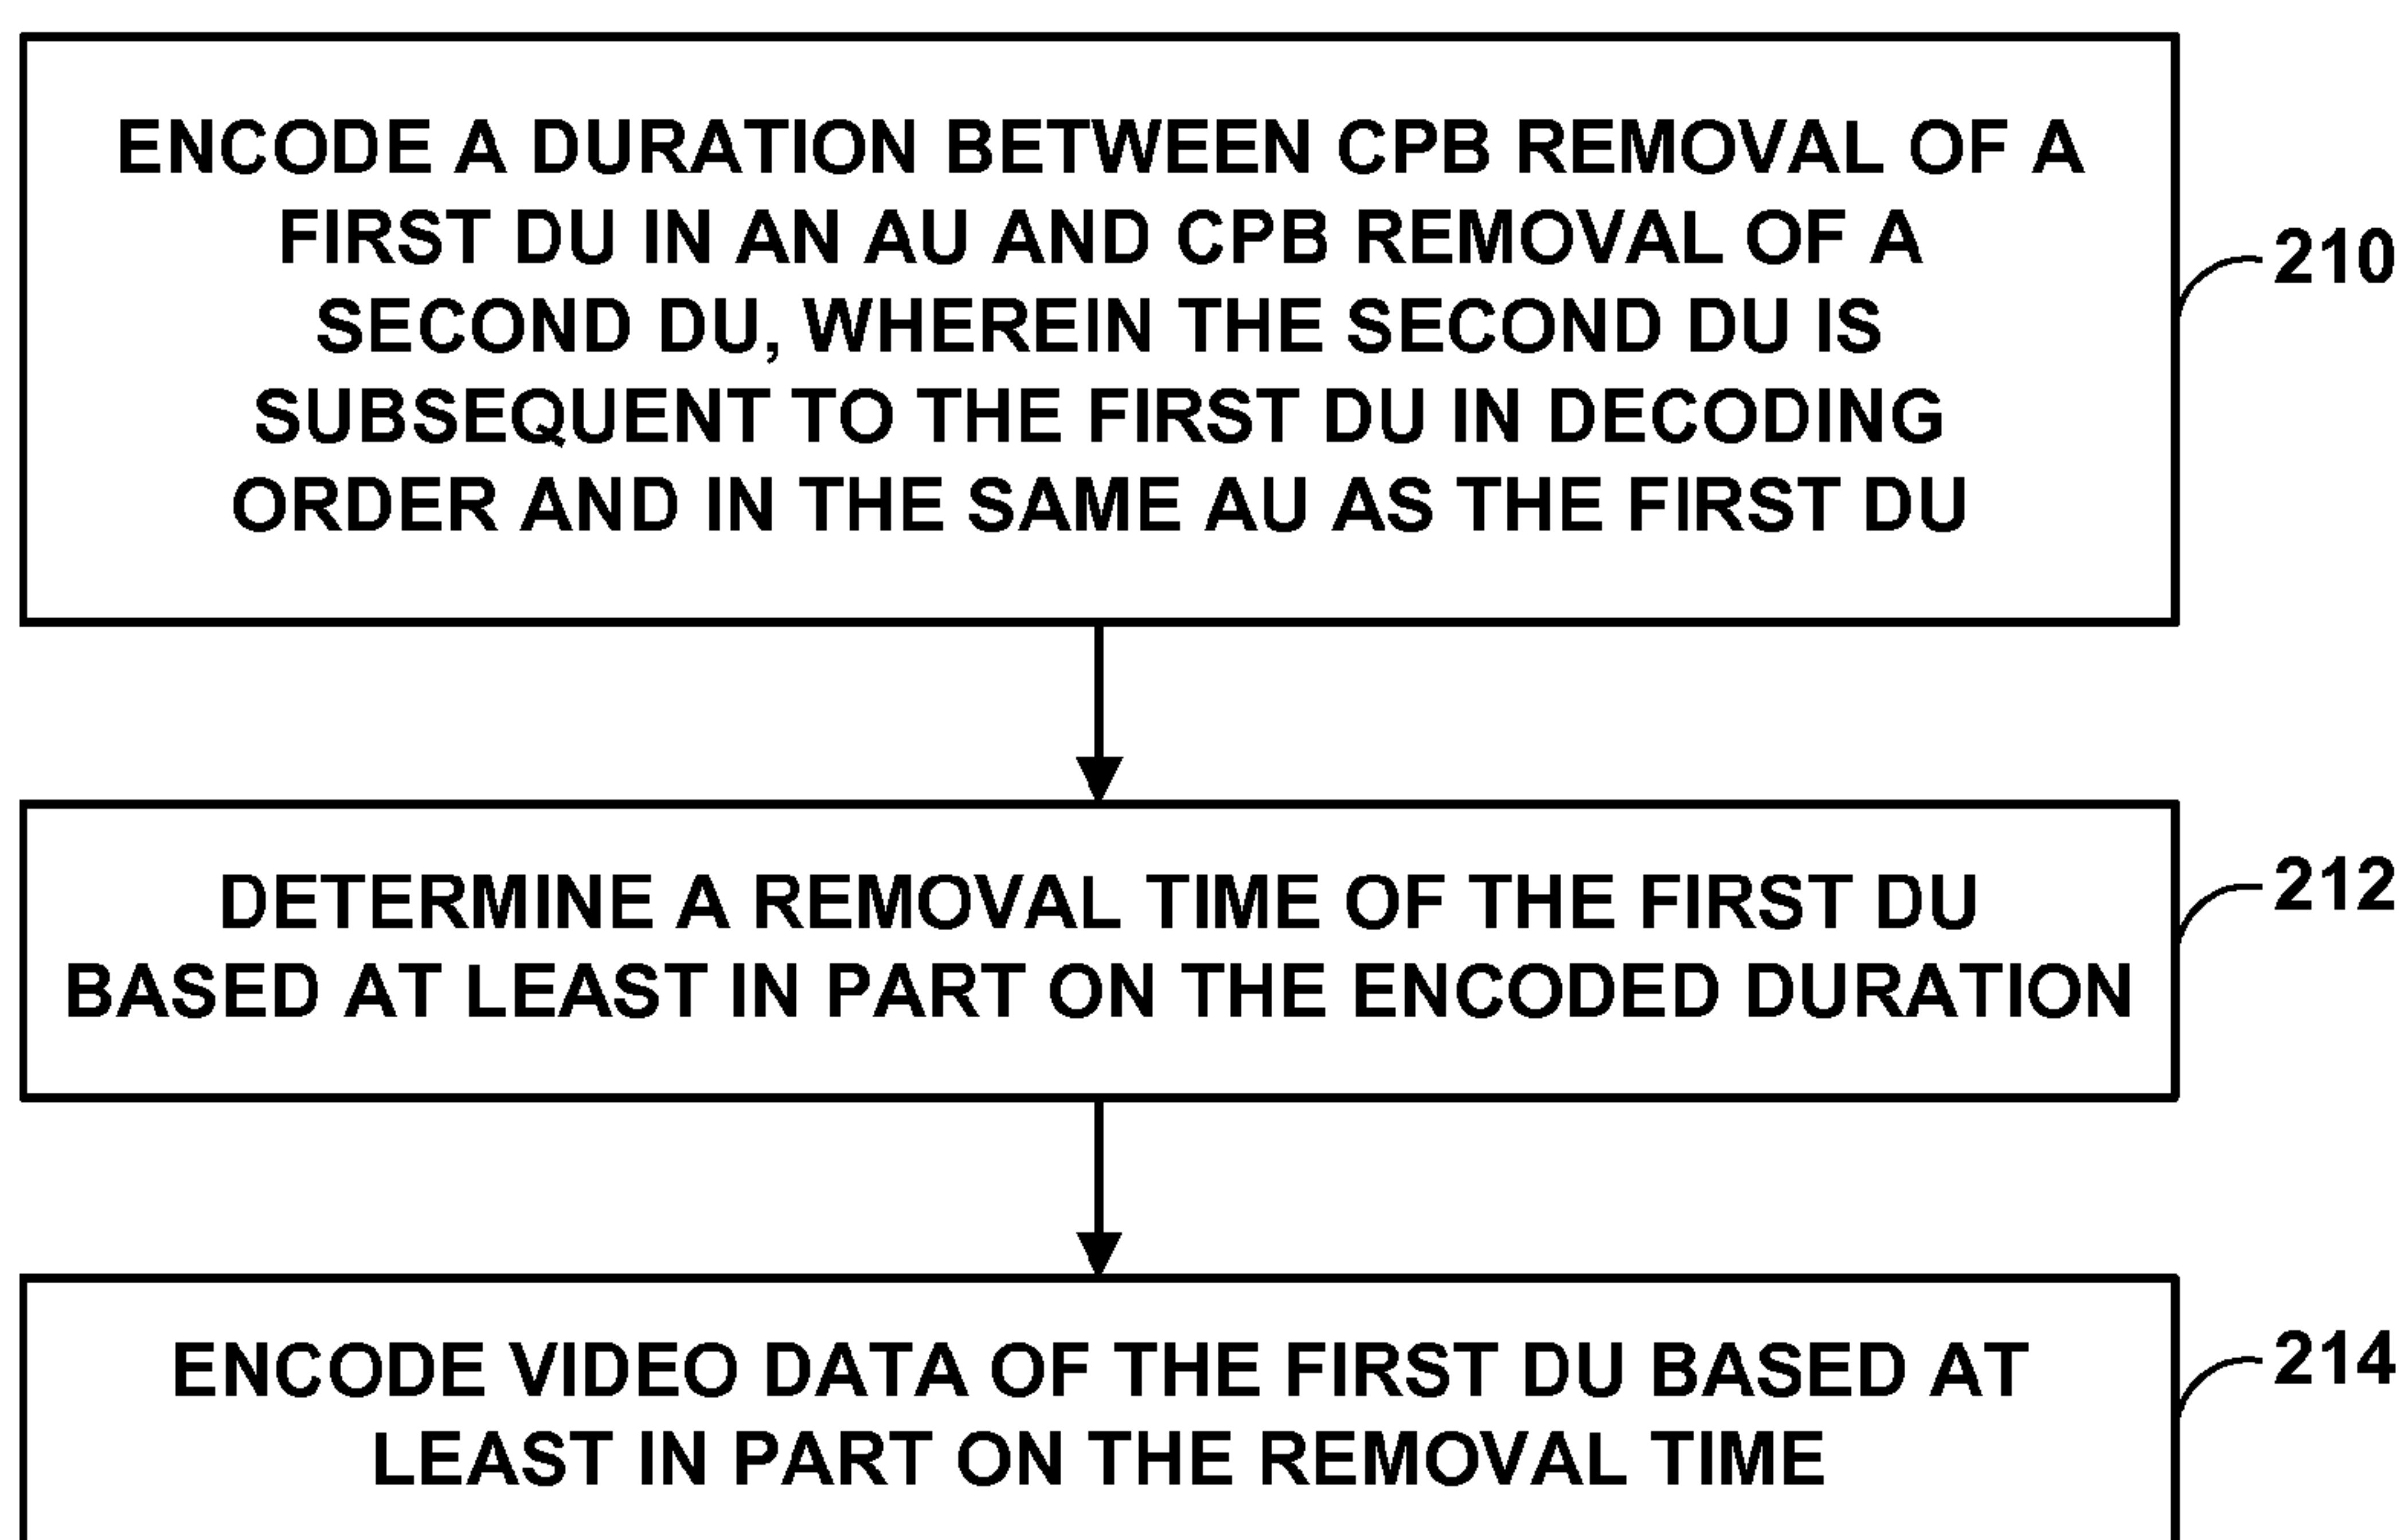 ENCODE A DURATION BETWEEN CPB REMOVAL OF A
FIRST DU IN AN AU AND CPB REMOVAL OF A
SECOND DU, WHEREIN THE SECOND DU IS
SUBSEQUENT TO THE FIRST DU IN DECODING
ORDER AND IN THE SAME AU AS THE FIRST DU
210
DETERMINE A REMOVAL TIME OF THE FIRST DU
BASED AT LEAST IN PART ON THE ENCODED DURATION
212
ENCODE VIDEO DATA OF THE FIRST DU BASED AT
LEAST IN PART ON THE REMOVAL TIME
214